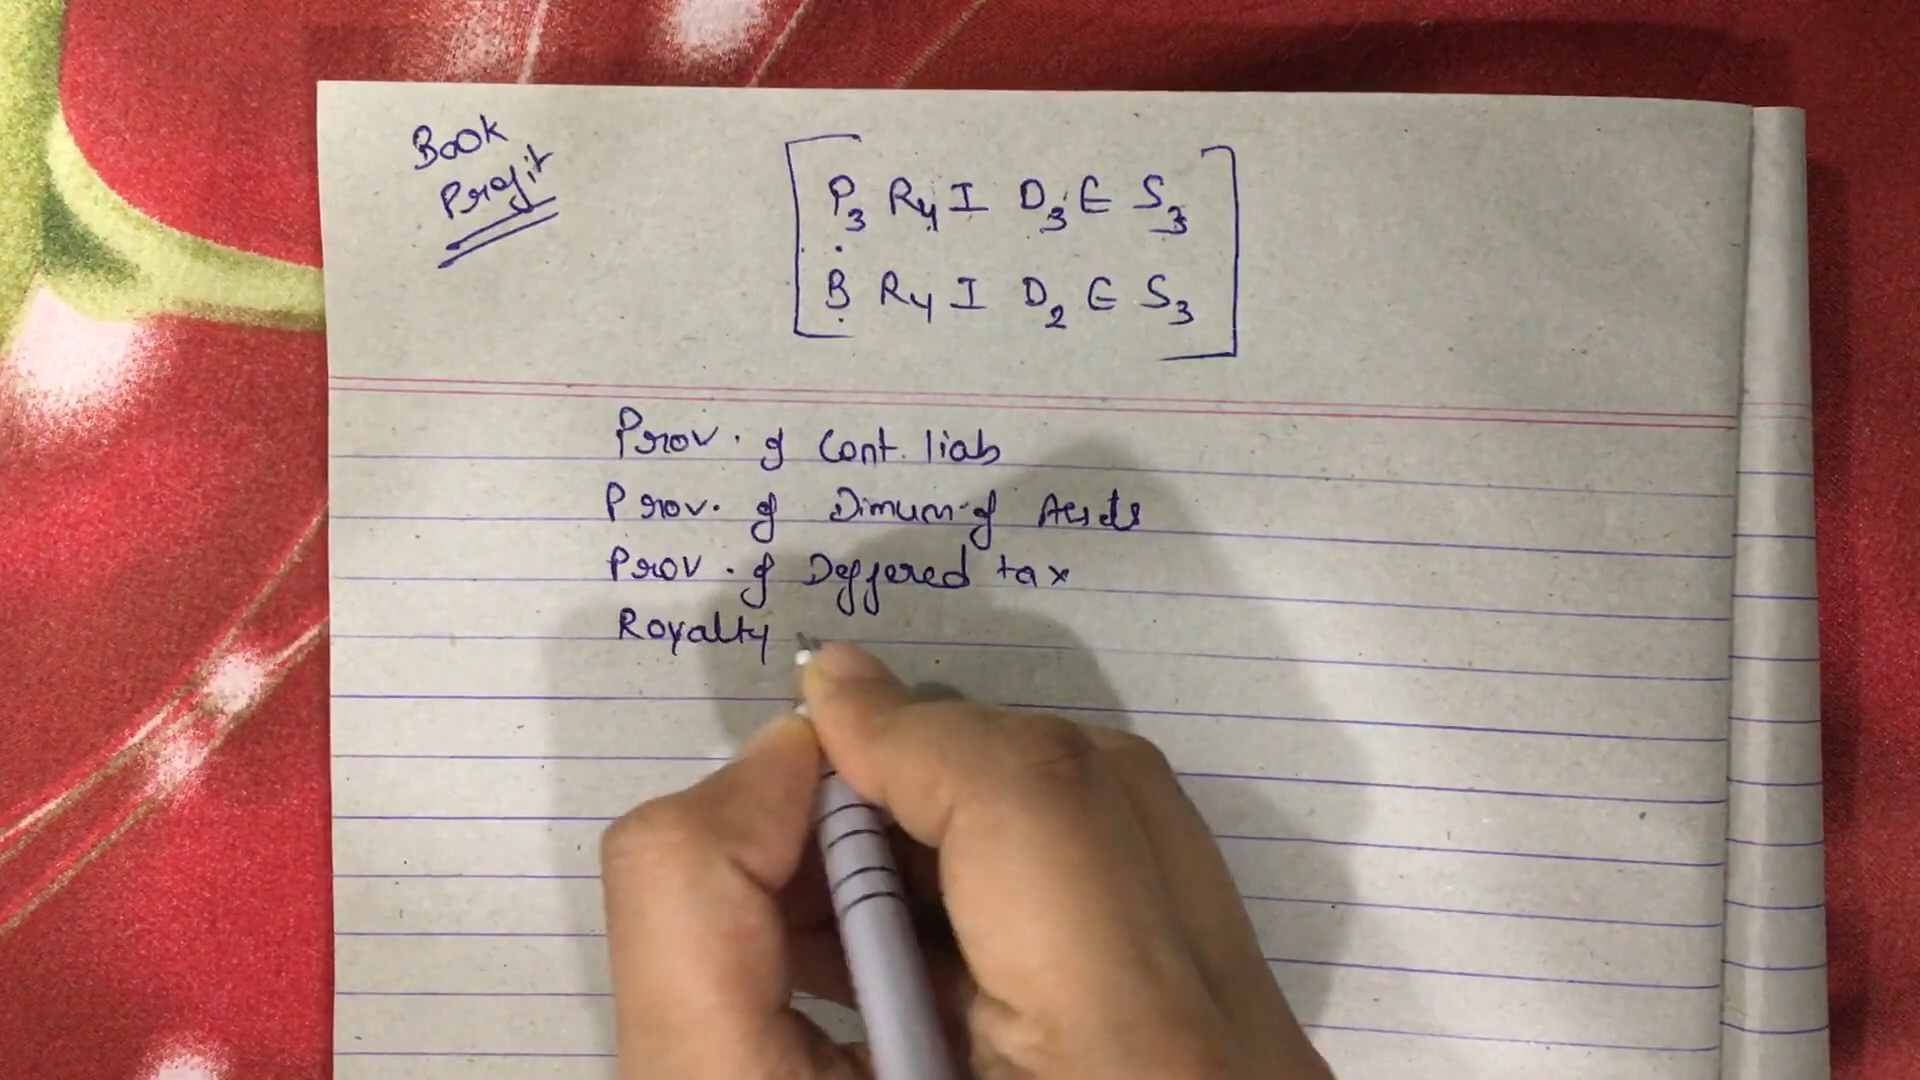 Book
Profit
P3 R4 I D3 E S3
B R4 I D2 E S3
Prov. of Cont. liab
Prov. of Dimun. of Assets
Prov. of Deffered tax
Royalty